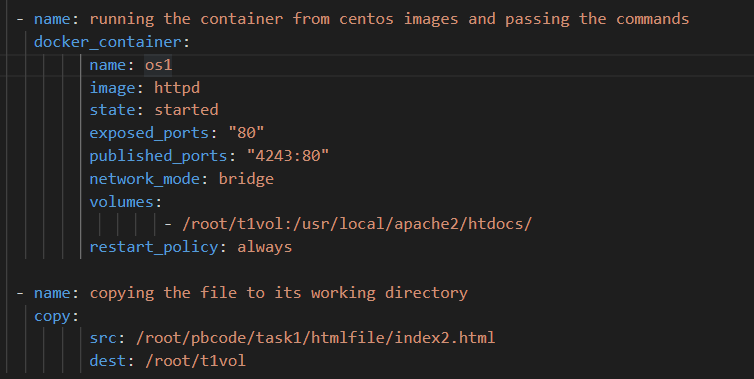 - name: running the container from centos images and passing the commands
docker_container:
name: os1
image: httpd
state: started
exposed_ports: "80"
published_ports: "4243:80"
network_mode: bridge
volumes:
- /root/t1vol:/usr/local/apache2/htdocs/
restart_policy: always
- name: copying the file to its working directory
copy:
src: /root/pbcode/task1/htmlfile/index2.html
dest: /root/t1vol